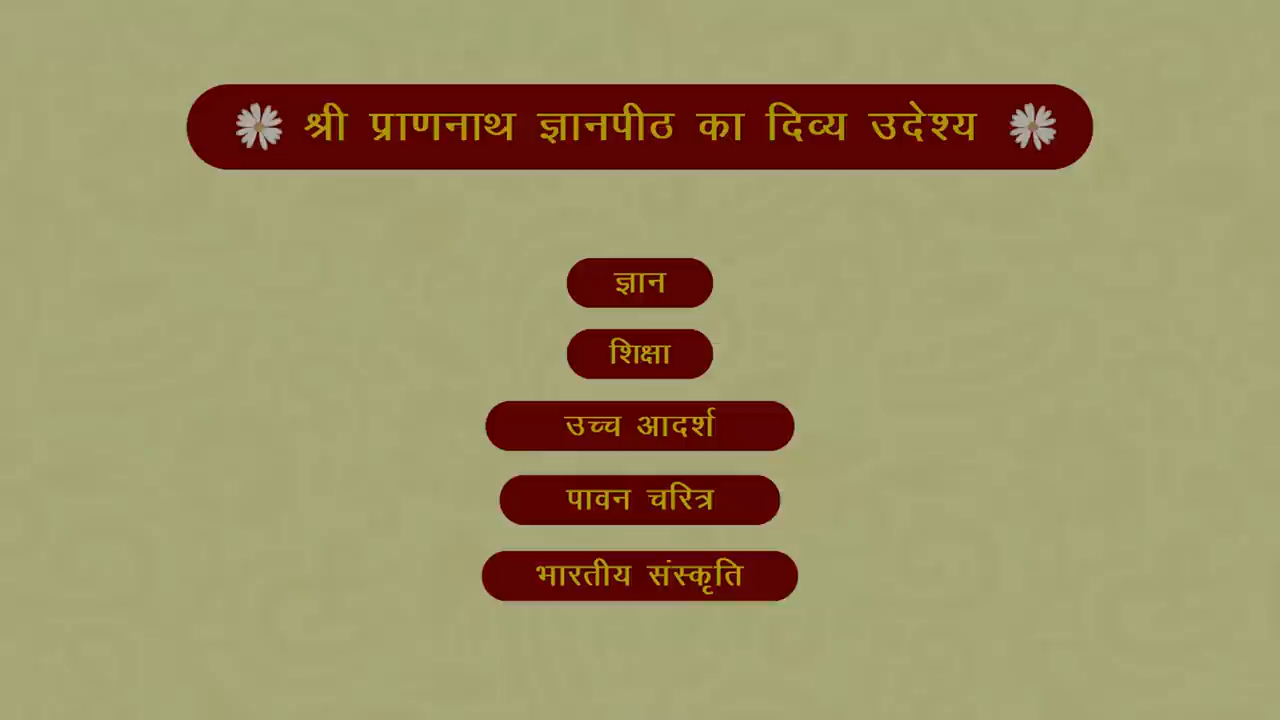 श्री प्राणनाथ ज्ञानपीठ का दिव्य उदेश्य
ज्ञान
शिक्षा
उच्च आदर्श
पावन चरित्र
भारतीय संस्कृति